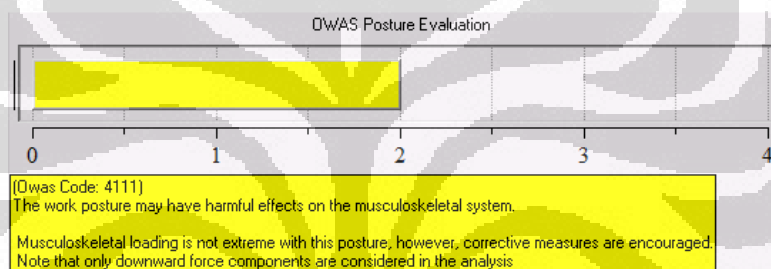 OWAS Posture Evaluation
0 1 2 3 4
(Owas Code: 4111)
The work posture may have harmful effects on the musculoskeletal system.
Musculoskeletal loading is not extreme with this posture, however, corrective measures are encouraged.
Note that only downward force components are considered in the analysis